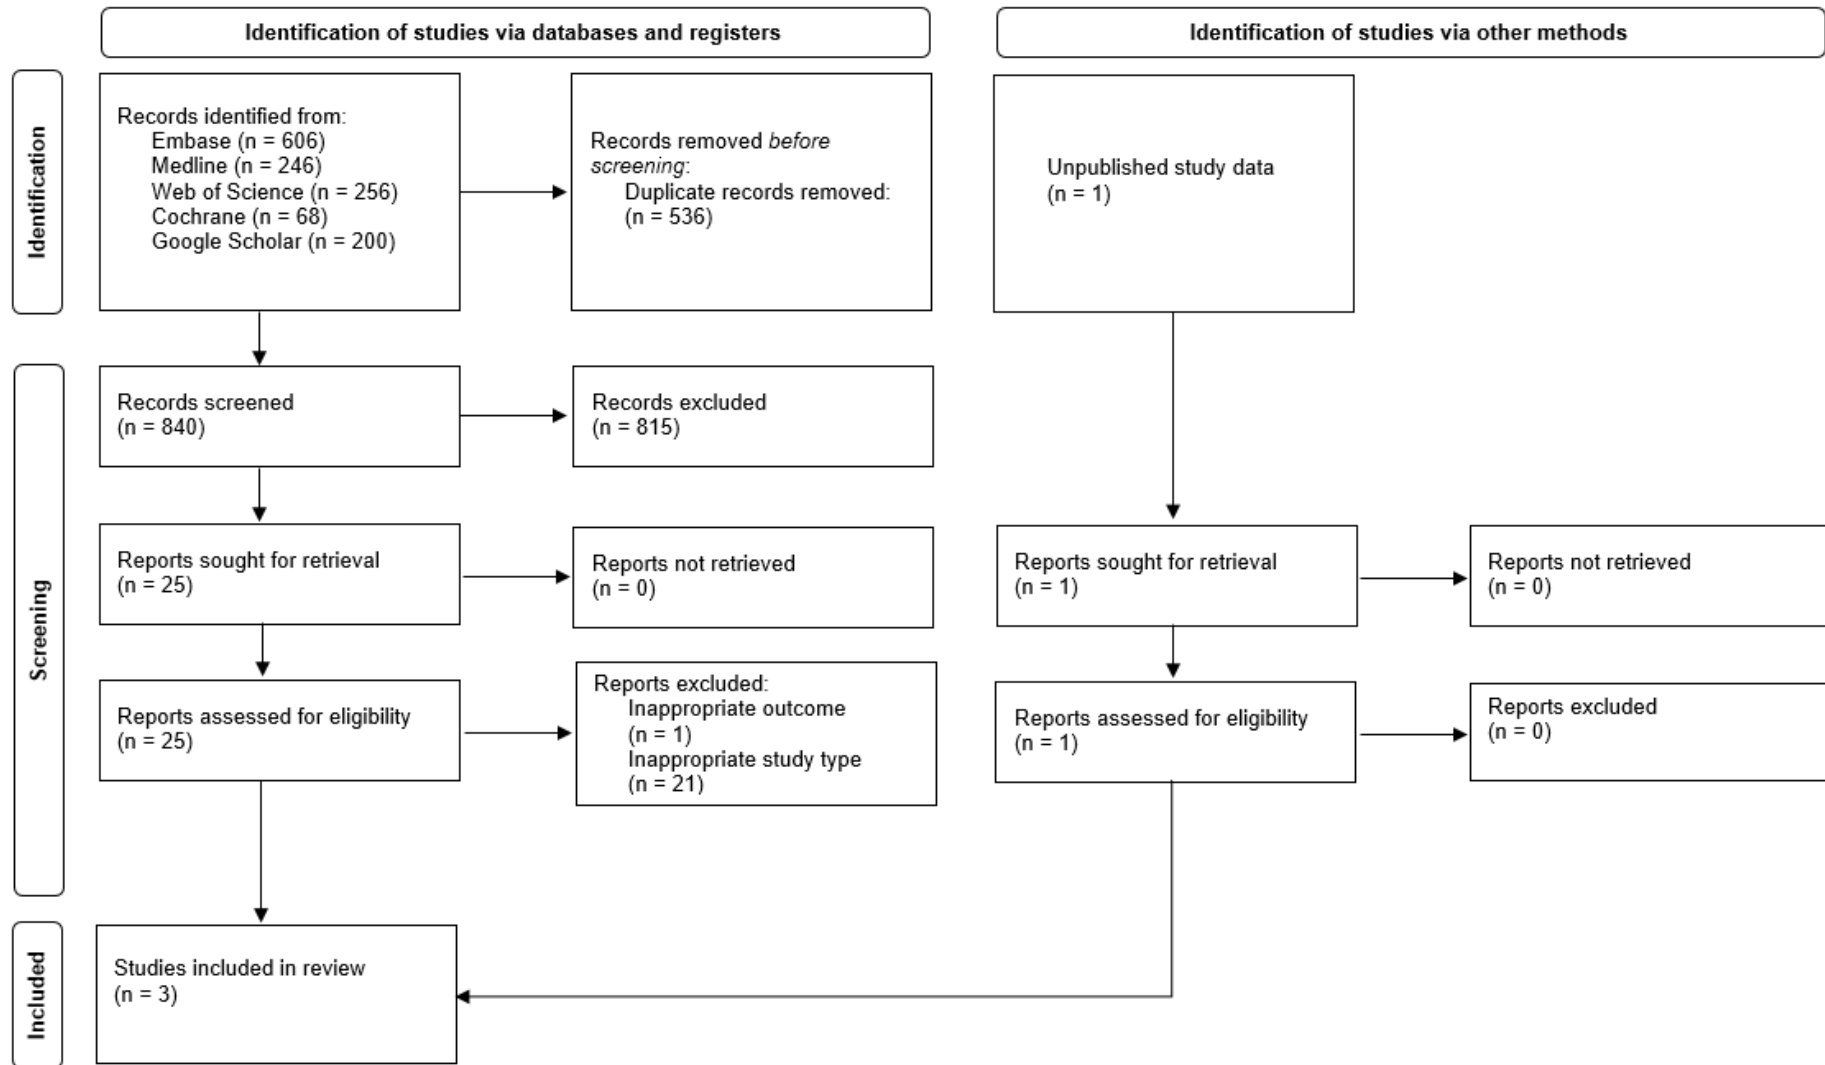 Identification of studies via databases and registers
Identification of studies via other methods
Identification
Records identified from:
Embase (n = 606)
Medline (n = 246)
Web of Science (n = 256)
Cochrane (n = 68)
Google Scholar (n = 200)
Records removed before
screening:
Duplicate records removed:
(n = 536)
Unpublished study data
(n = 1)
Screening
Records screened
(n = 840)
Records excluded
(n = 815)
Reports sought for retrieval
(n = 25)
Reports not retrieved
(n = 0)
Reports sought for retrieval
(n = 1)
Reports not retrieved
(n = 0)
Reports assessed for eligibility
(n = 25)
Reports excluded:
Inappropriate outcome
(n = 1)
Inappropriate study type
(n = 21)
Reports assessed for eligibility
(n = 1)
Reports excluded
(n = 0)
Included
Studies included in review
(n = 3)